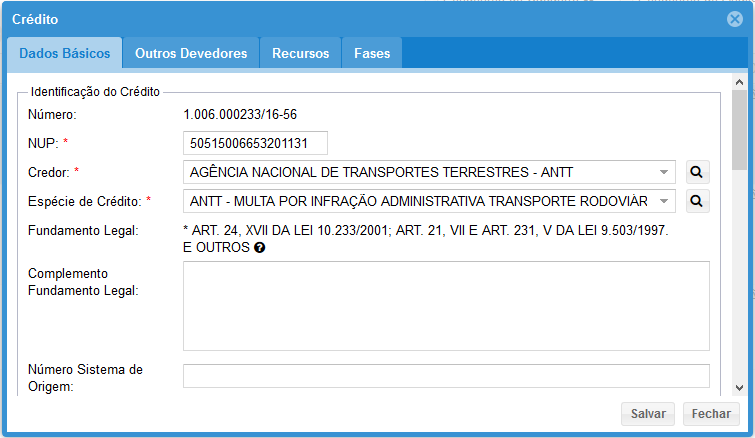 Crédito
Dados Básicos
Outros Devedores
Recursos
Fases
Identificação do Crédito
Número:
1.006.000233/16-56
NUP: *
50515006653201131
Credor: *
AGÊNCIA NACIONAL DE TRANSPORTES TERRESTRES - ANTT
Espécie de Crédito: *
ANTT - MULTA POR INFRAÇÃO ADMINISTRATIVA TRANSPORTE RODOVIÁR
Fundamento Legal:
* ART. 24, XVII DA LEI 10.233/2001; ART. 21, VII E ART. 231, V DA LEI 9.503/1997.
E OUTROS
Complemento
Fundamento Legal:
Número Sistema de
Origem:
Salvar
Fechar